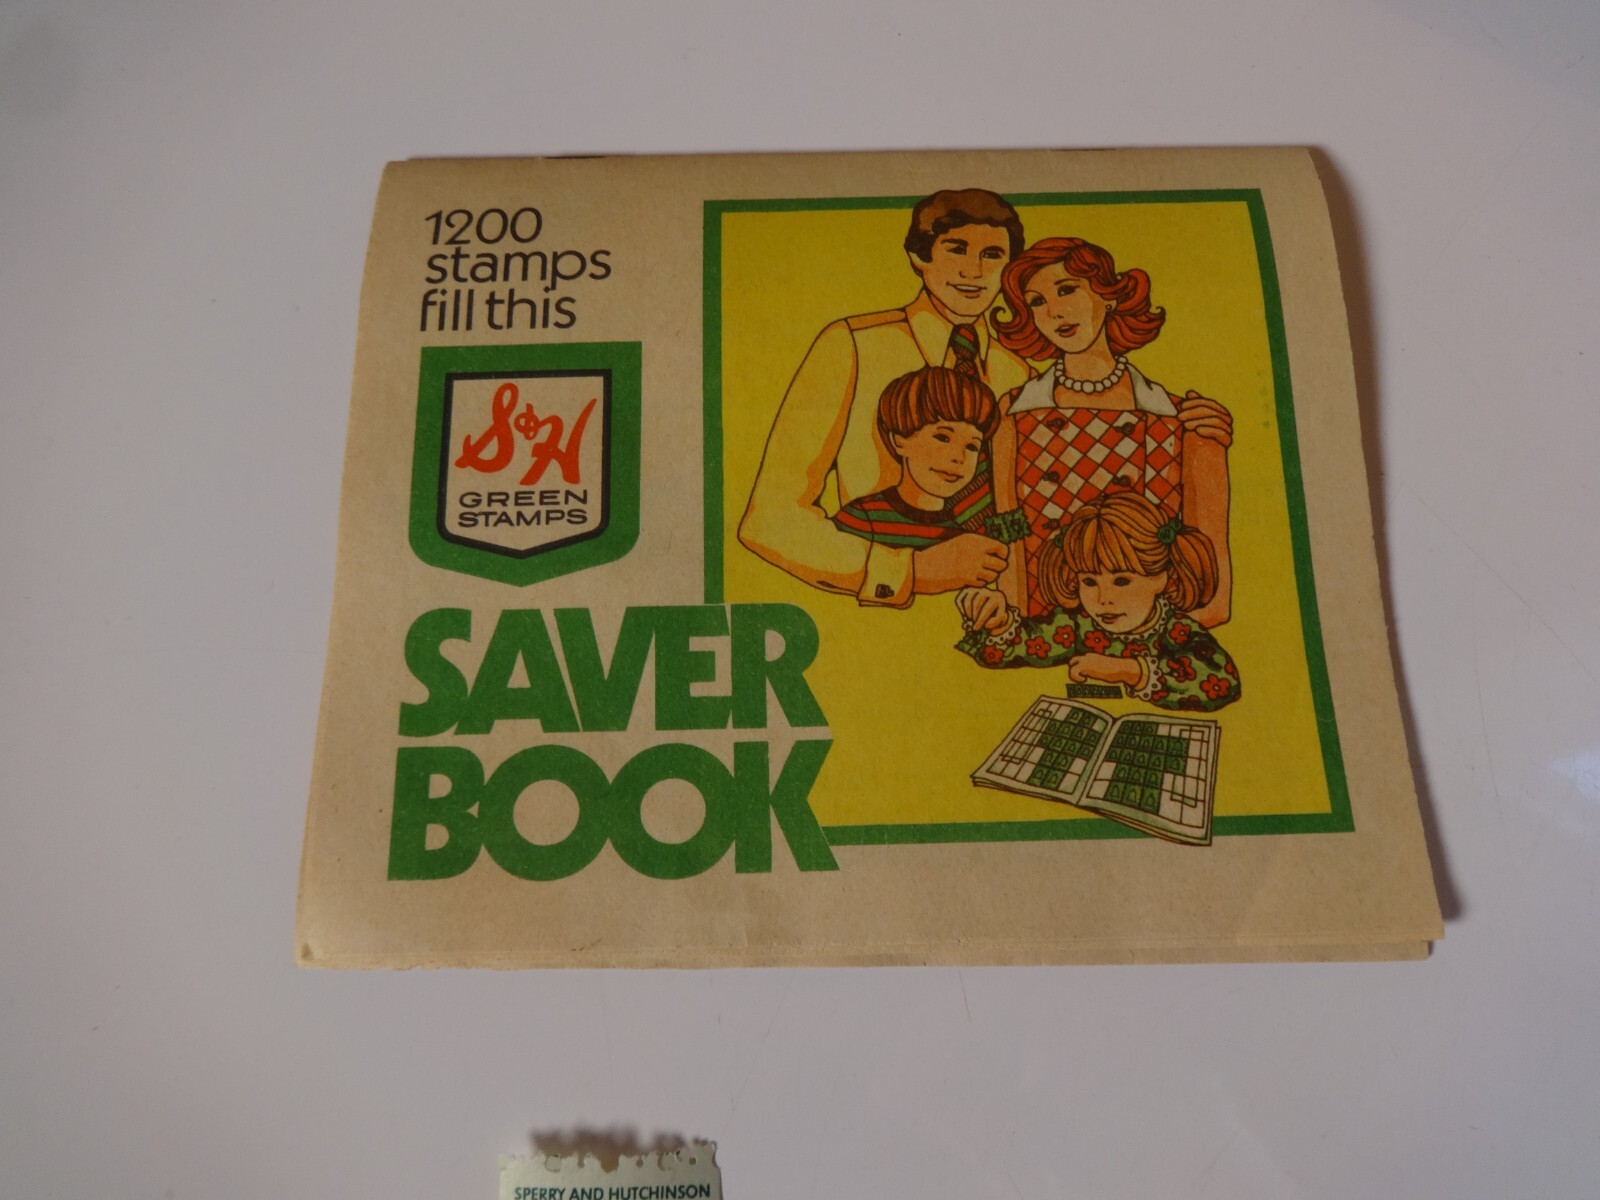 1200
stamps
fill this
S&H
GREEN
STAMPS
SAVER
BOOK
SPERRY AND HUTCHINSON